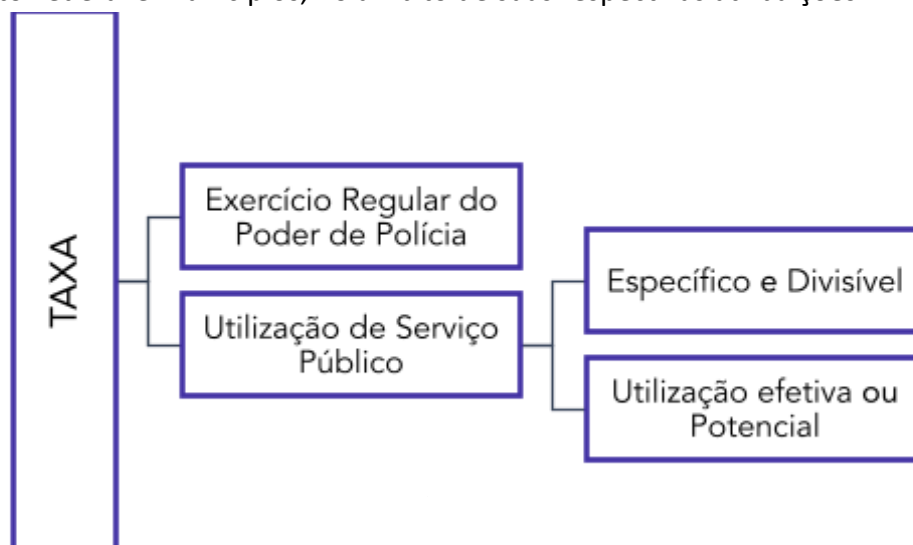 TAXA
Exercício Regular do
Poder de Polícia
Utilização de Serviço
Público
Específico e Divisível
Utilização efetiva ou
Potencial